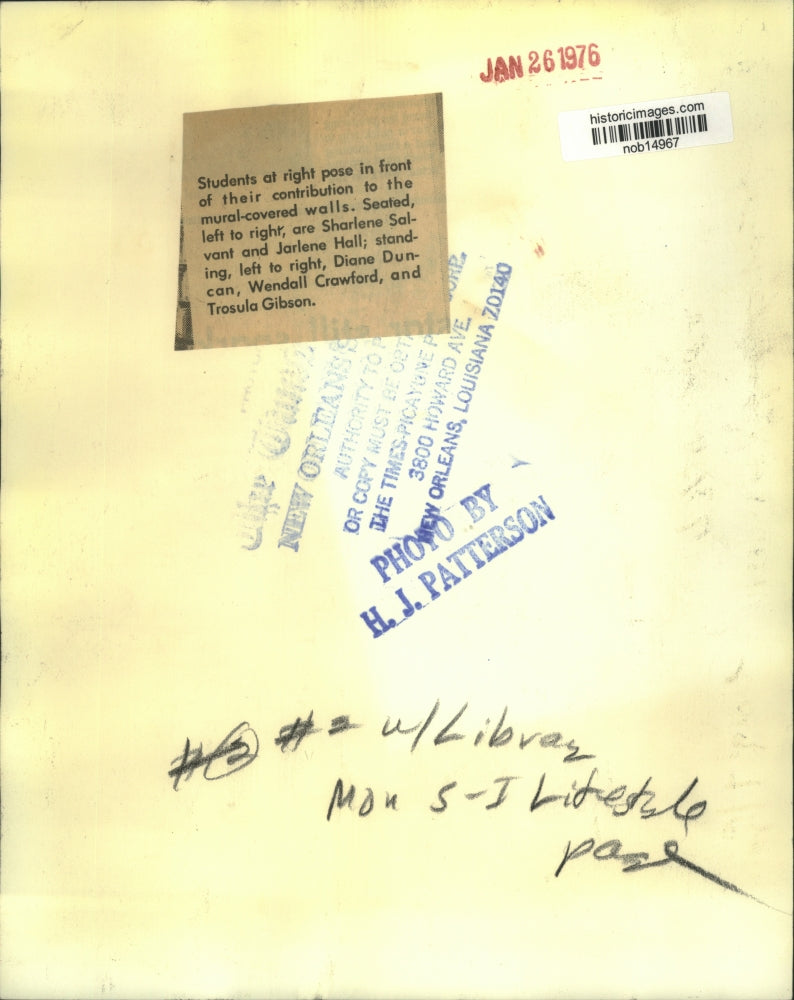 JAN 26 1976
historicimages.com
nob14967
Students at right pose in front
of their contribution to the
mural-covered walls. Seated,
left to right, are Sharlene Sal-
vant and Jarlene Hall; stand-
ing, left to right, Diane Dun-
can, Wendall Crawford, and
Trosula Gibson.
The
NEW ORLEANS
AUTHORITY TO
OR COPY MUST BE
THE TIMES-PICAYUNE
3800 HOWARD AVE.
NEW ORLEANS, LOUISIANA 70140
PHOTO BY
H. J. PATTERSON
#2 w/Library
Mon S-I Lifestyle
page